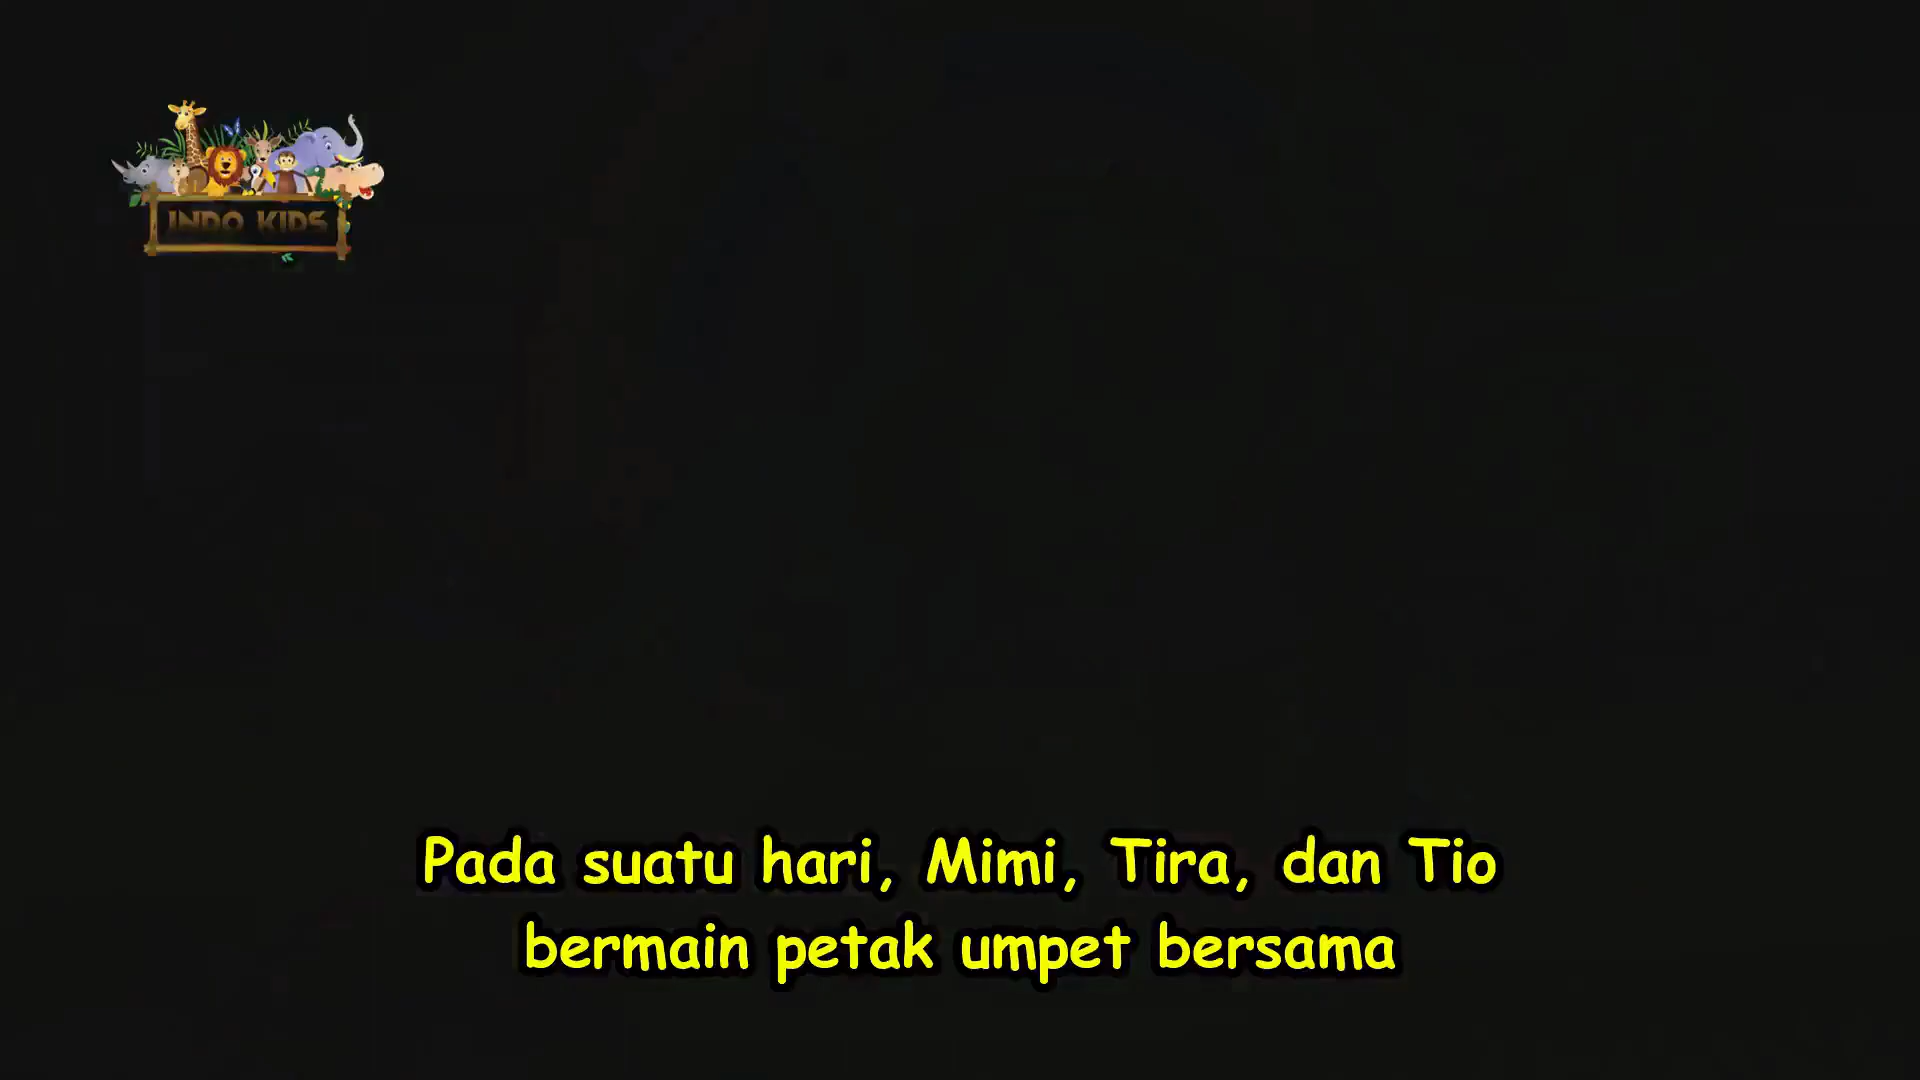 INDO KIDS
Pada suatu hari, Mimi, Tira, dan Tio
bermain petak umpet bersama